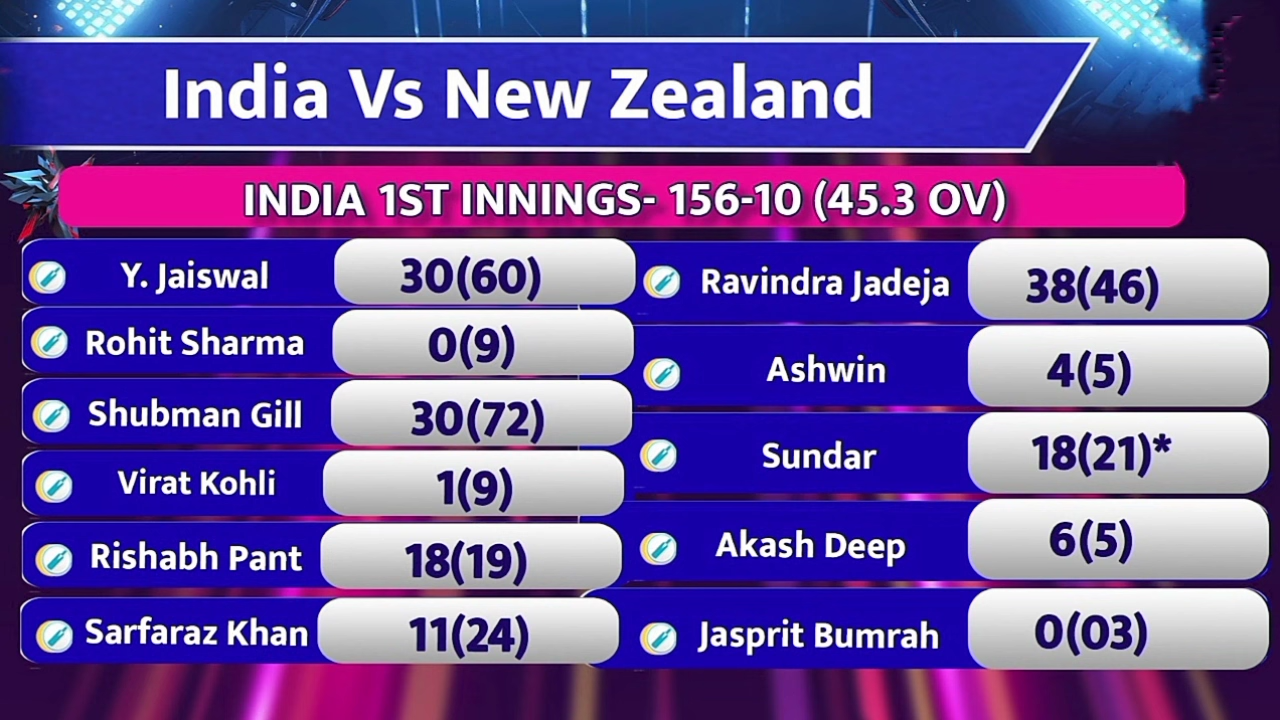 India Vs New Zealand
INDIA 1ST INNINGS- 156-10 (45.3 OV)
Y. Jaiswal 30(60)
Rohit Sharma 0(9)
Shubman Gill 30(72)
Virat Kohli 1(9)
Rishabh Pant 18(19)
Sarfaraz Khan 11(24)
Ravindra Jadeja 38(46)
Ashwin 4(5)
Sundar 18(21)*
Akash Deep 6(5)
Jasprit Bumrah 0(03)